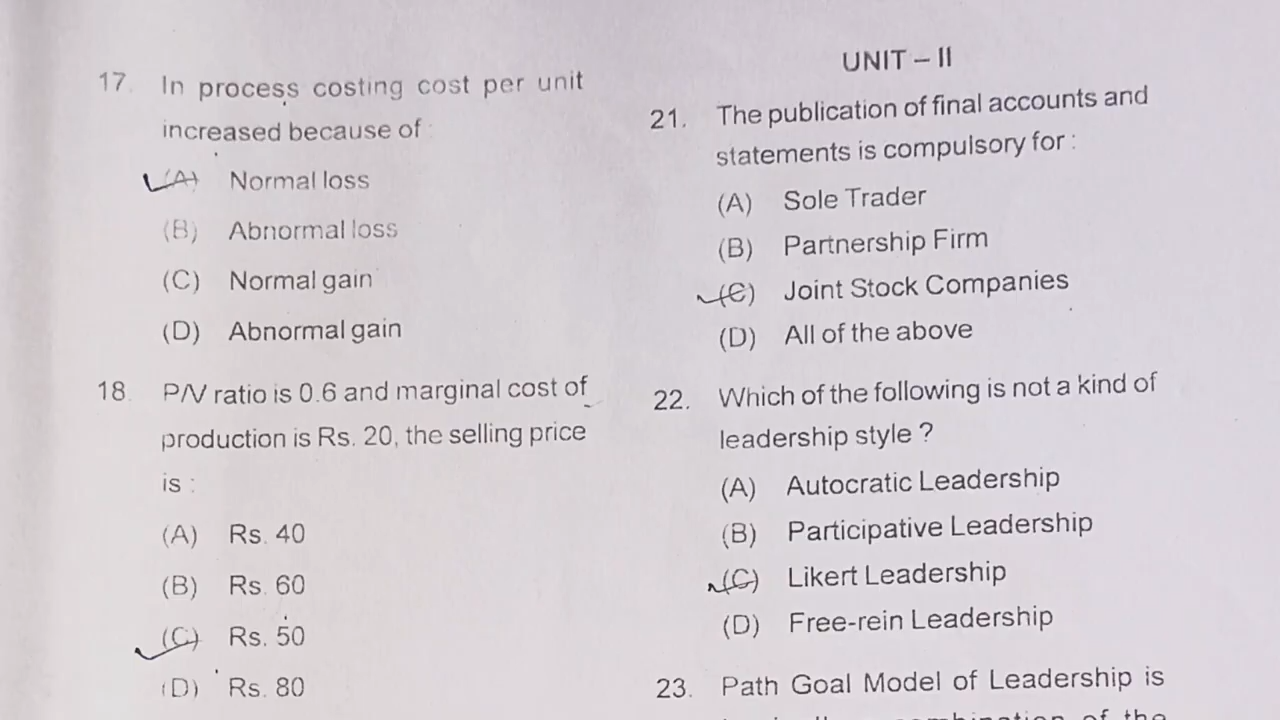 17. In process costing cost per unit
increased because of :
(A) Normal loss
(B) Abnormal loss
(C) Normal gain
(D) Abnormal gain
18. P/V ratio is 0.6 and marginal cost of
production is Rs. 20, the selling price
is :
(A) Rs. 40
(B) Rs. 60
(C) Rs. 50
(D) Rs. 80
UNIT – II
21. The publication of final accounts and
statements is compulsory for :
(A) Sole Trader
(B) Partnership Firm
(C) Joint Stock Companies
(D) All of the above
22. Which of the following is not a kind of
leadership style ?
(A) Autocratic Leadership
(B) Participative Leadership
(C) Likert Leadership
(D) Free-rein Leadership
23. Path Goal Model of Leadership is
of the